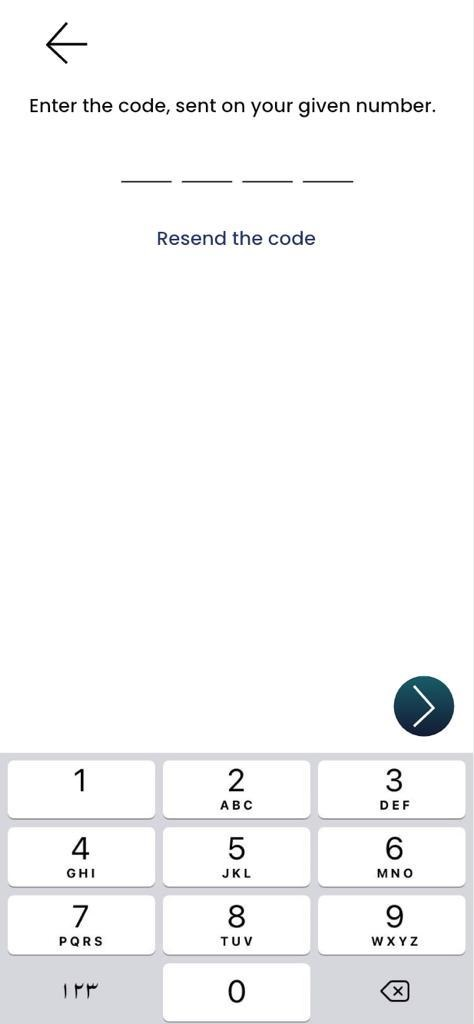 Enter the code, sent on your given number.
Resend the code
1
2
ABC
3
DEF
4
GHI
5
JKL
6
MNO
7
PQRS
8
TUV
9
WXYZ
١٢٣
0